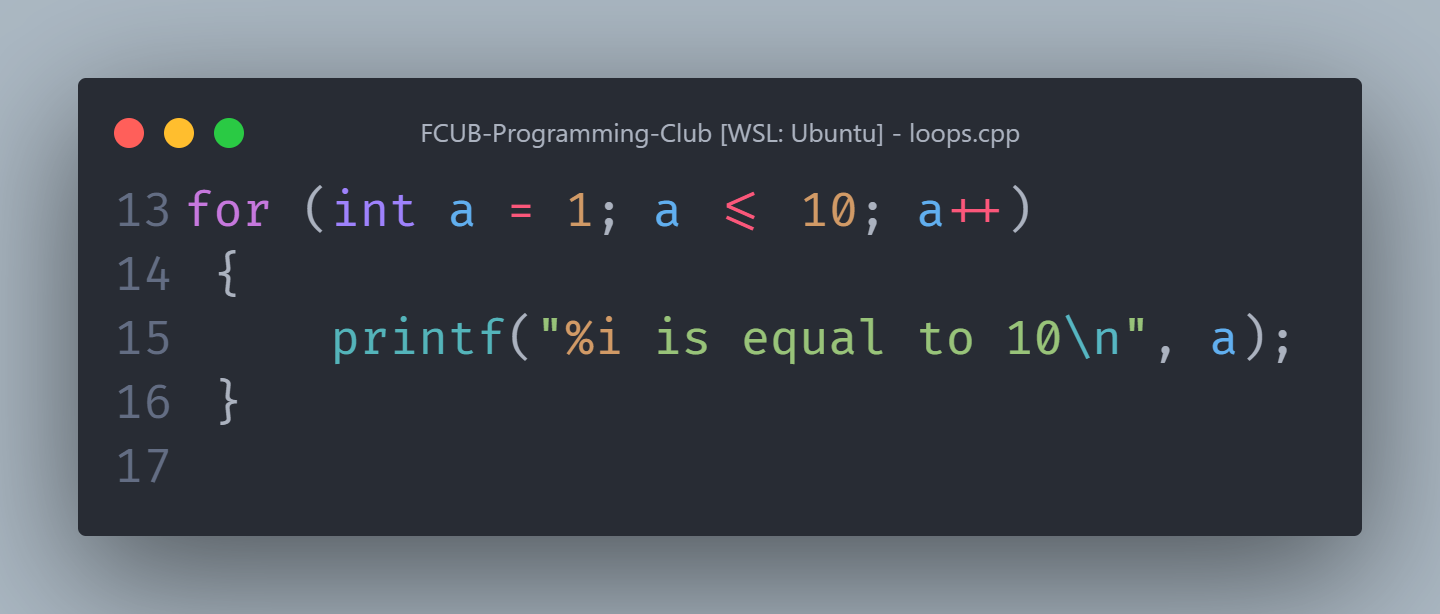 FCUB-Programming-Club [WSL: Ubuntu] - loops.cpp
13 for (int a = 1; a <= 10; a++)
14 {
15 printf("%i is equal to 10\n", a);
16 }
17